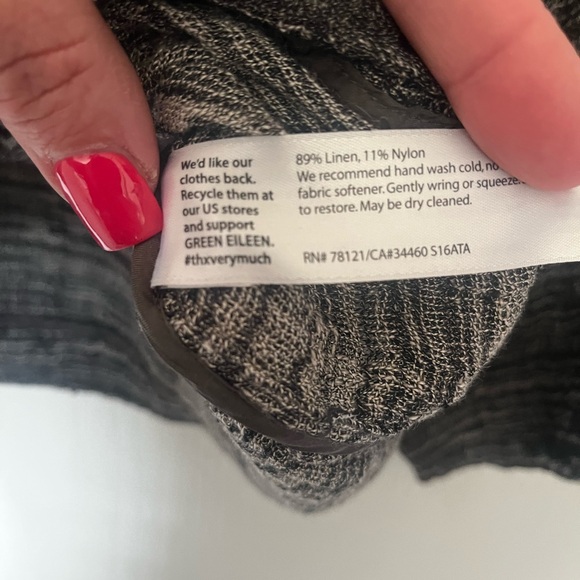 We'd like our
clothes back.
Recycle them at
our US stores
and support
GREEN EILEEN.
#thxverymuch
89% Linen, 11% Nylon
We recommend hand wash cold, no
fabric softener. Gently wring or squeeze
to restore. May be dry cleaned.
RN# 78121/CA#34460 S16ATA